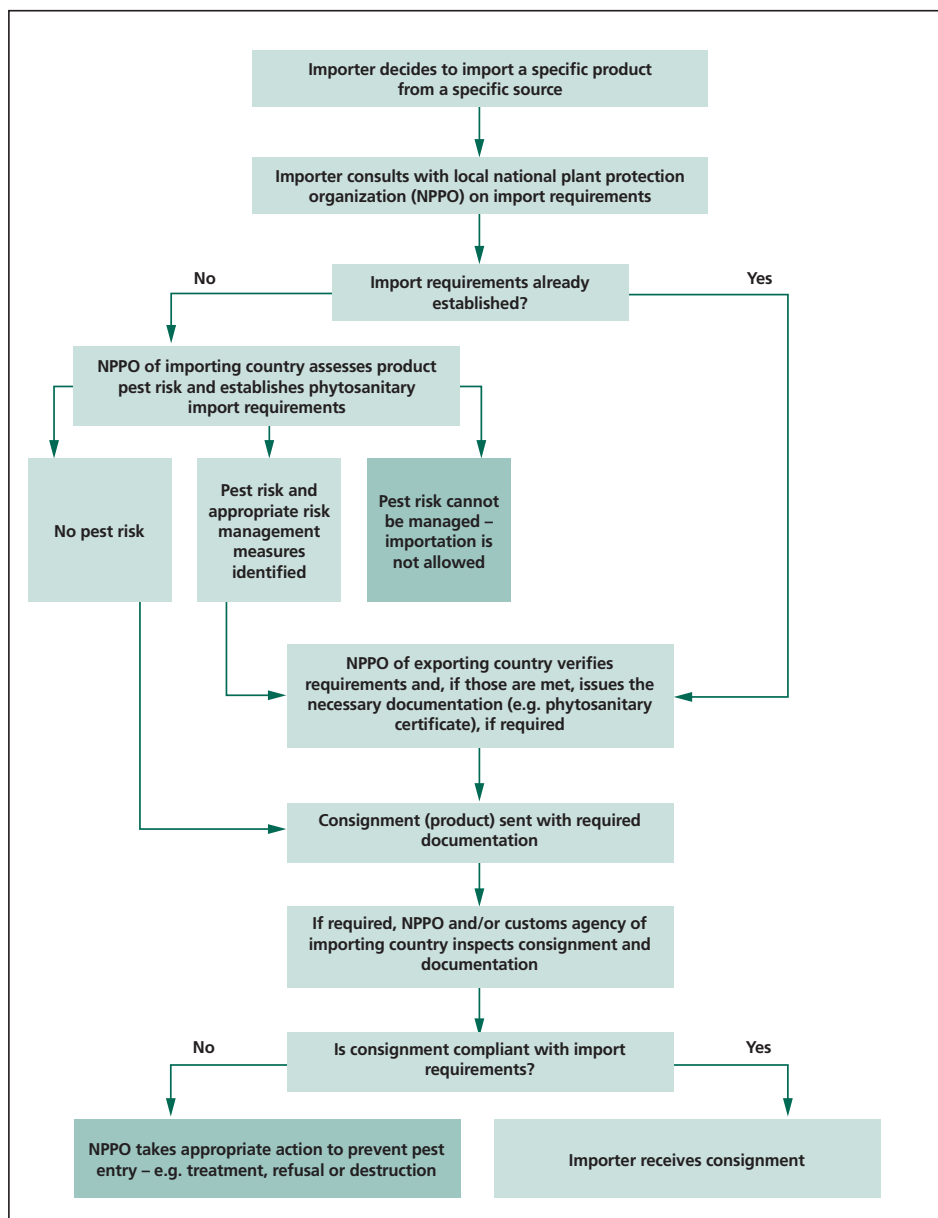 Importer decides to import a specific product
from a specific source
Importer consults with local national plant protection
organization (NPPO) on import requirements
No
Yes
Import requirements already
established?
NPPO of importing country assesses product
pest risk and establishes phytosanitary
import requirements
No pest risk
Pest risk and
appropriate risk
management
measures
identified
Pest risk cannot
be managed –
importation is
not allowed
NPPO of exporting country verifies
requirements and, if those are met, issues the
necessary documentation (e.g. phytosanitary
certificate), if required
Consignment (product) sent with required
documentation
If required, NPPO and/or customs agency of
importing country inspects consignment and
documentation
No
Is consignment compliant with import
requirements?
Yes
NPPO takes appropriate action to prevent pest
entry – e.g. treatment, refusal or destruction
Importer receives consignment